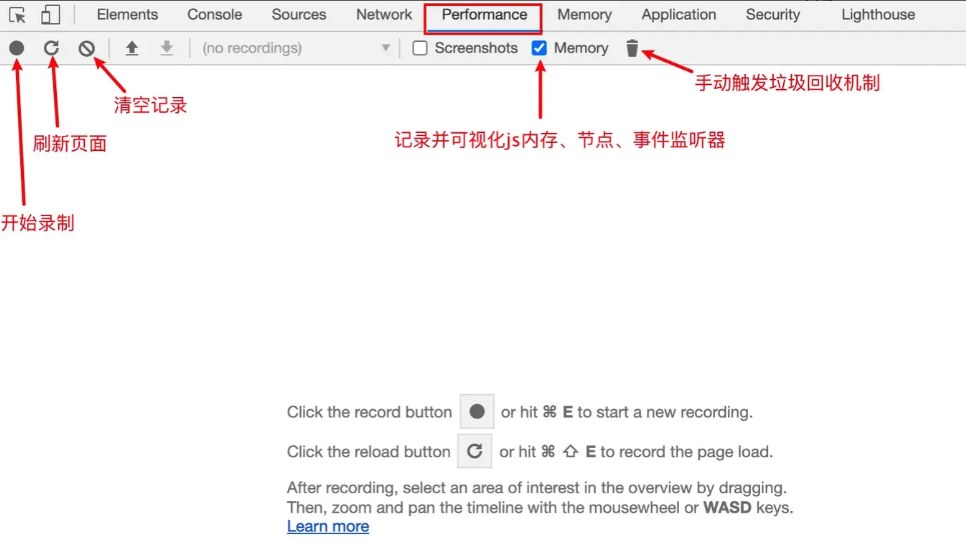 Elements Console Sources Network Performance Memory Application Security Lighthouse
(no recordings) Screenshots Memory
手动触发垃圾回收机制
清空记录
记录并可视化js内存、节点、事件监听器
刷新页面
开始录制
Click the record button or hit ⌘ E to start a new recording.
Click the reload button or hit ⌘ ⇧ E to record the page load.
After recording, select an area of interest in the overview by dragging.
Then, zoom and pan the timeline with the mousewheel or WASD keys.
Learn more